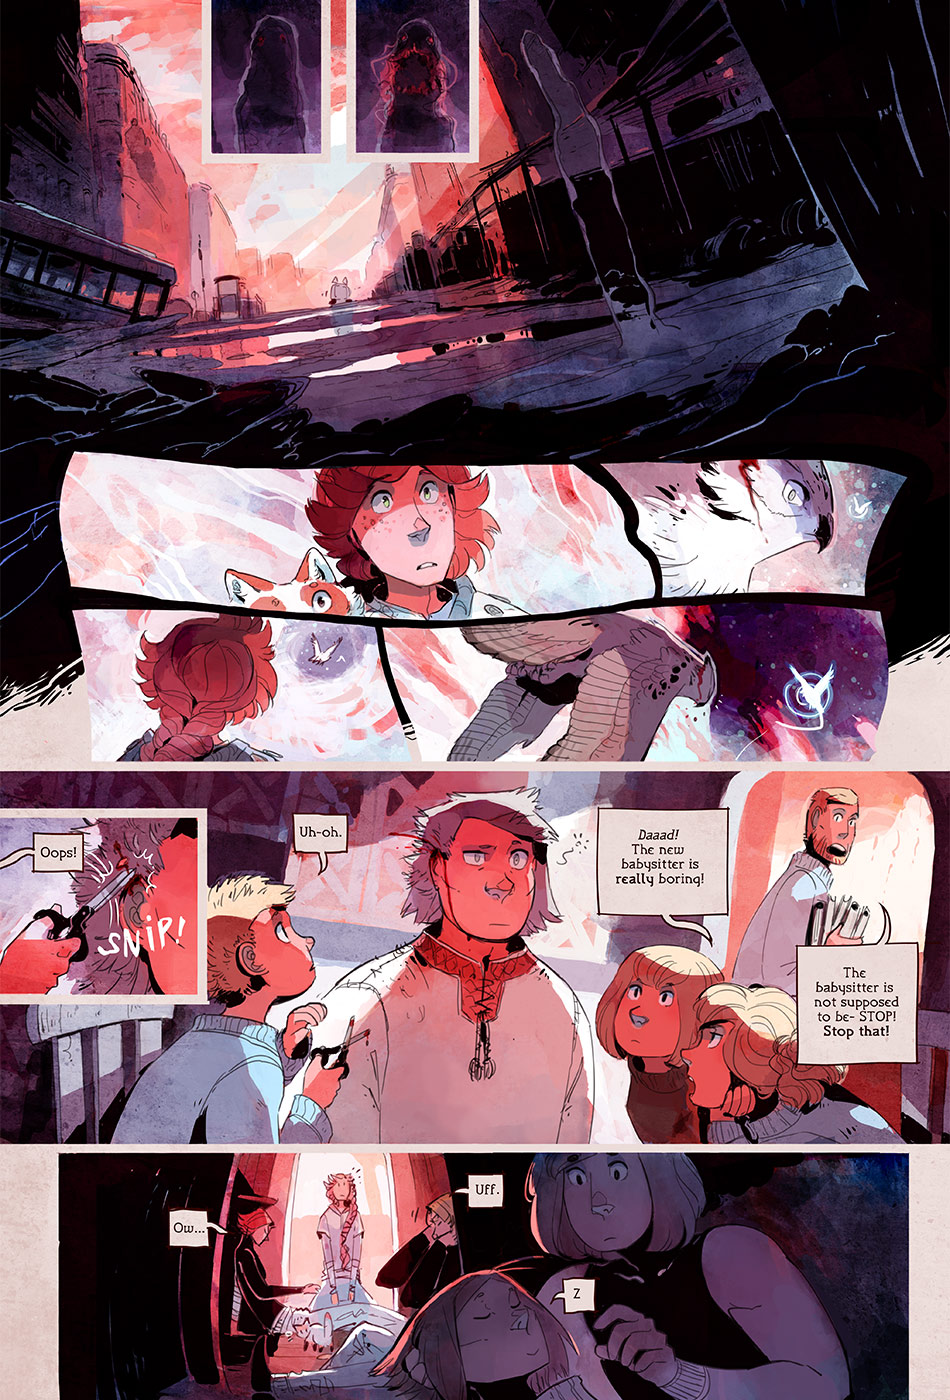 Oops!
SNIP!
Uh-oh.
Daaad!
The new
babysitter is
really boring!
The
babysitter is
not supposed
to be- STOP!
Stop that!
Ow...
Uff.
Z